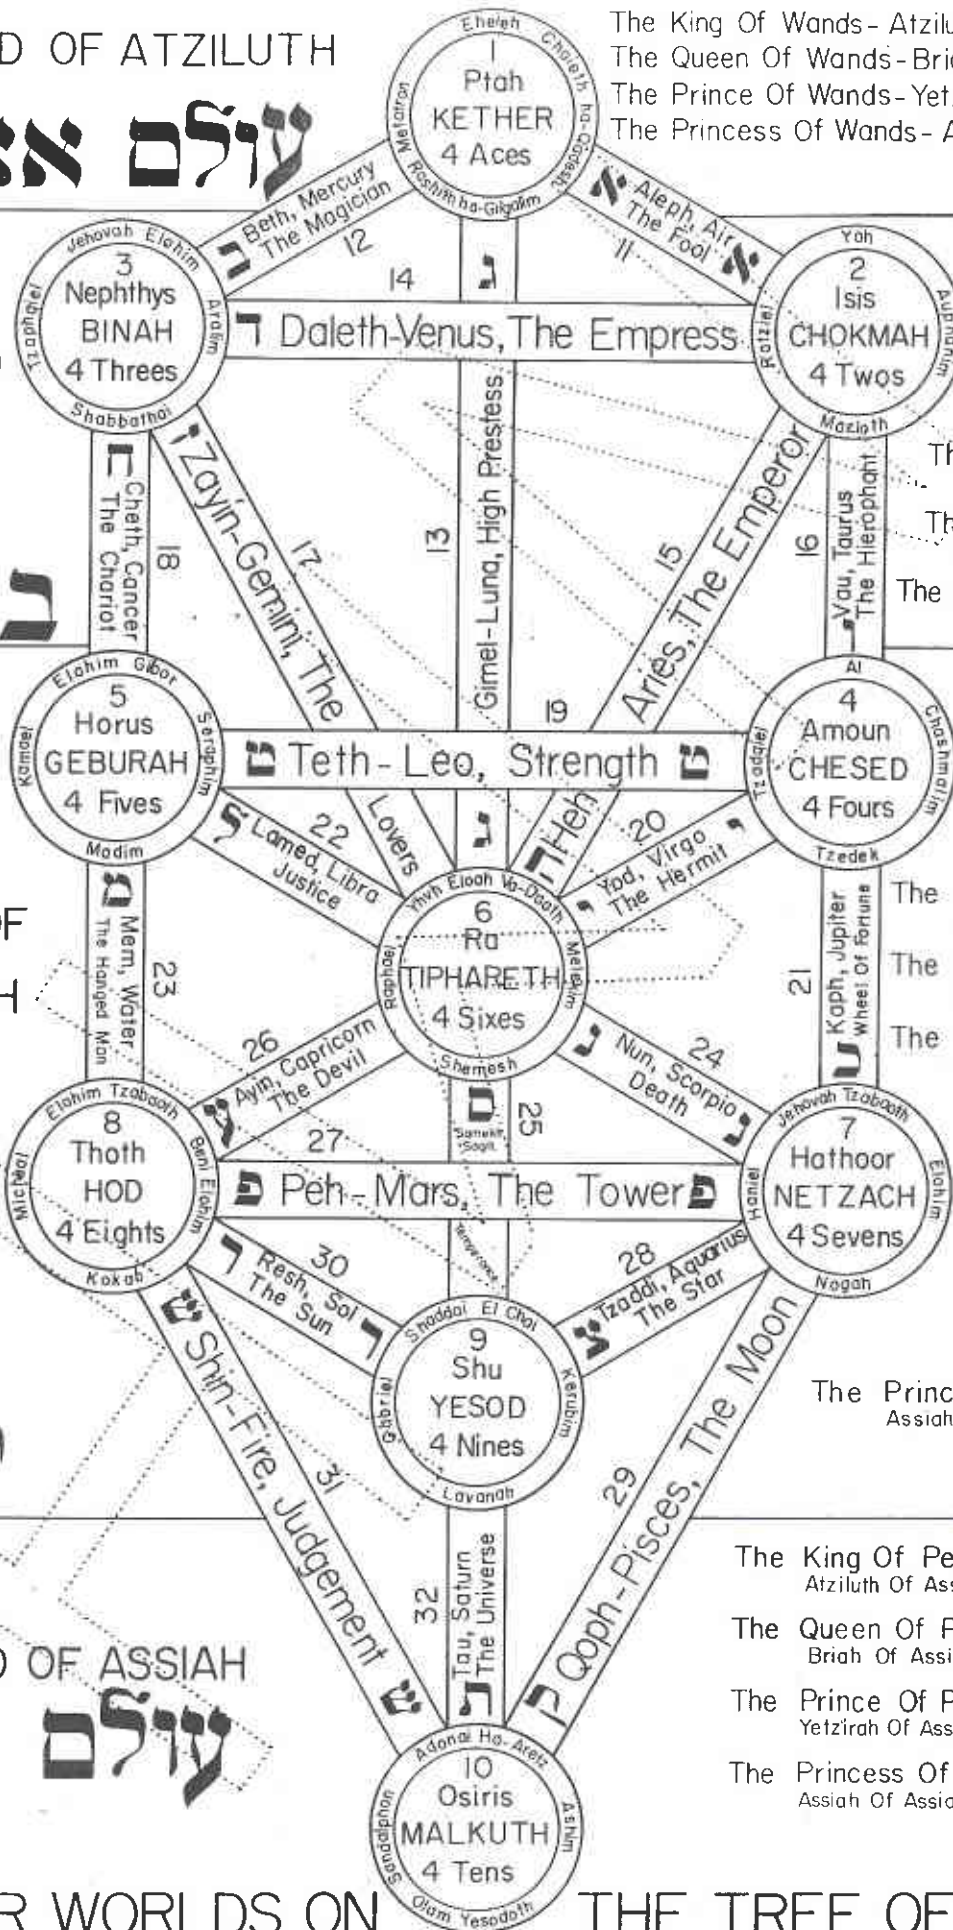 D OF ATZILUTH
עולם אצ
The King Of Wands - Atzilu
The Queen Of Wands - Bria
The Prince Of Wands - Yet
The Princess Of Wands - A
Eheieh Chaioth ha-Qadesh
Metatron
Rashith ha-Gilgalim
1
Ptah
KETHER
4 Aces
ב Beth, Mercury
The Magician
12
א Aleph, Air א
The Fool
11
Jehovah Elohim
Tzaphqiel
Aralim
Shabbathai
3
Nephthys
BINAH
4 Threes
14
ד Daleth-Venus, The Empress
Yah
Ratziel
Auphanim
Mazloth
2
Isis
CHOKMAH
4 Twos
ג
Gimel-Luna, High Prestess
ג
13
ח Cheth, Cancer
The Chariot
18
ז Zayin-Gemini, The Lovers
17
ה Heh Aries, The Emperor
15
ו Vau, Taurus
The Hierophant
16
Th
Th
The
Elohim Gibor
Kamael
Seraphim
Madim
5
Horus
GEBURAH
4 Fives
19
ט Teth - Leo, Strength ט
Al
Tzadqiel
Chashmalim
Tzedek
4
Amoun
CHESED
4 Fours
ל Lamed, Libra
Justice
22
י Yod, Virgo י
The Hermit
20
Yhvh Eloah Va-Daath
Raphael
Melekim
Shemesh
6
Ra
TIPHARETH
4 Sixes
OF
H
מ Mem, Water
The Hanged Man
23
Kaph, Jupiter
Wheel Of Fortune
21
The
The
The
26
ע Ayin, Capricorn
The Devil
נ Nun, Scorpio נ
Death
24
ס
Samekh
Sagit.
Temperance
25
Elohim Tzabaoth
Michael
Beni Elohim
Kokab
8
Thoth
HOD
4 Eights
27
פ Peh - Mars, The Tower פ
Jehovah Tzabaoth
Haniel
Elohim
Nogah
7
Hathoor
NETZACH
4 Sevens
ר Resh, Sol ר
The Sun
30
צ Tzaddi, Aquarius
The Star
28
Shaddai El Chai
Gabriel
Kerubim
Lavanah
9
Shu
YESOD
4 Nines
The Princ
Assiah
ש Shin-Fire, Judgement ש
31
ק Qoph-Pisces, The Moon
29
ת Tau, Saturn
The Universe
32
D OF ASSIAH
עולם
The King Of Pe
Atziluth Of Ass
The Queen Of P
Briah Of Assi
The Prince Of P
Yetzirah Of Ass
The Princess Of
Assiah Of Assia
Adonai Ha-Aretz
Sandalphon
Ashim
Olam Yesodoth
10
Osiris
MALKUTH
4 Tens
R WORLDS ON THE TREE OF